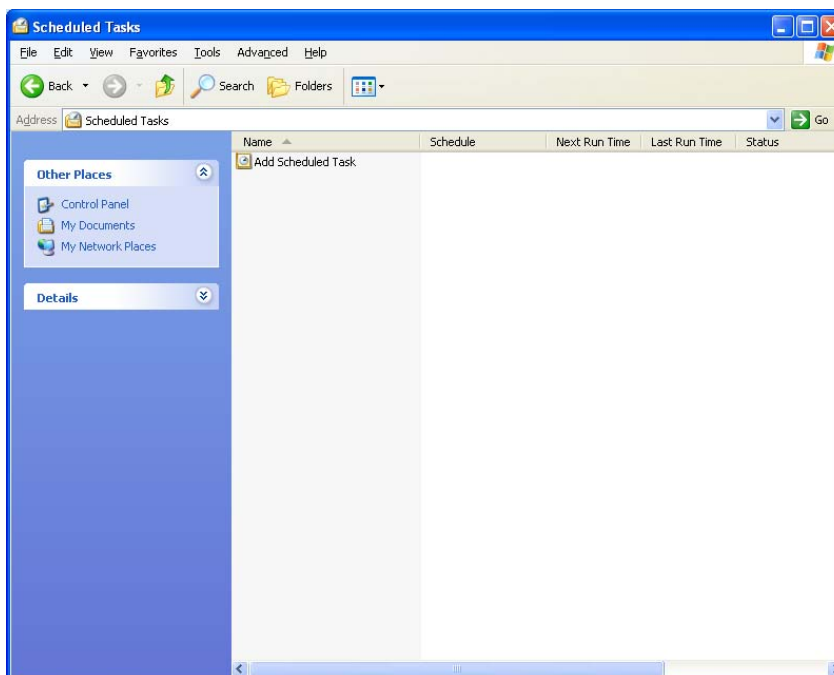 Scheduled Tasks
File Edit View Favorites Tools Advanced Help
Back Search Folders
Address Scheduled Tasks Go
Name Schedule Next Run Time Last Run Time Status
Add Scheduled Task
Other Places
Control Panel
My Documents
My Network Places
Details